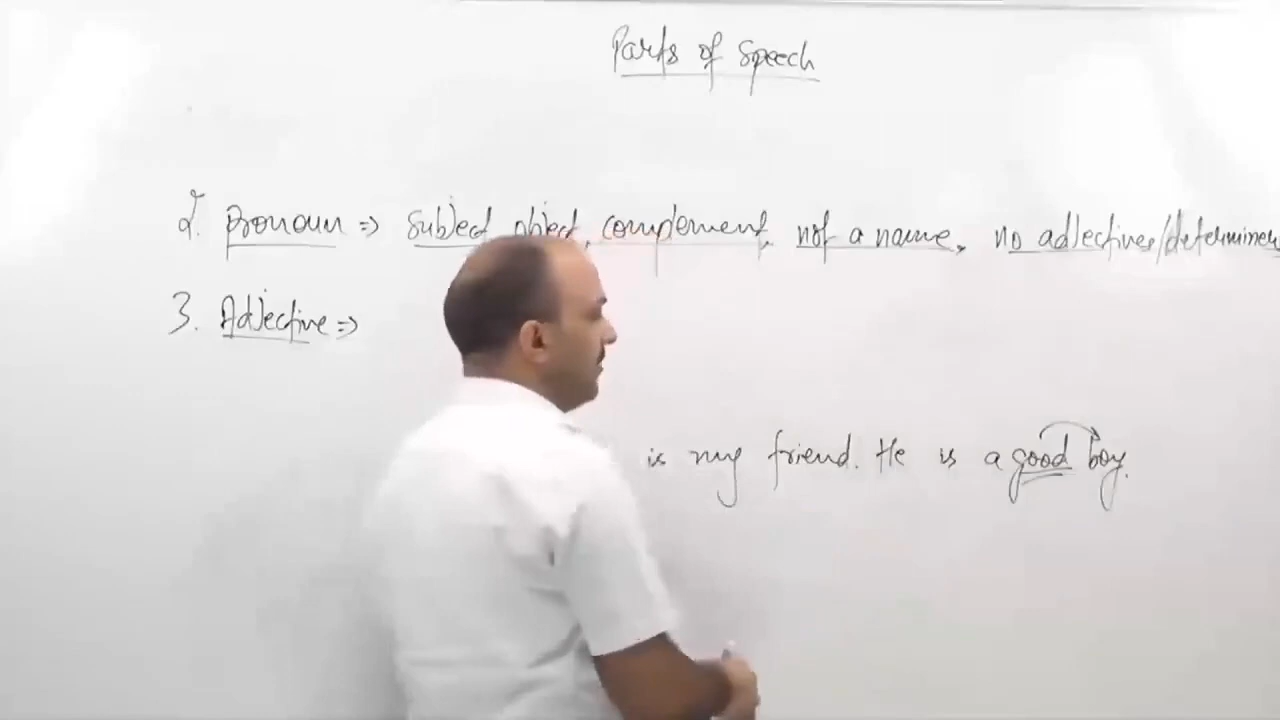 Parts of Speech
2. Pronoun => subject, object, complement, not a name, no adjectives/determiners
3. Adjective =>
is my friend. He is a good boy.